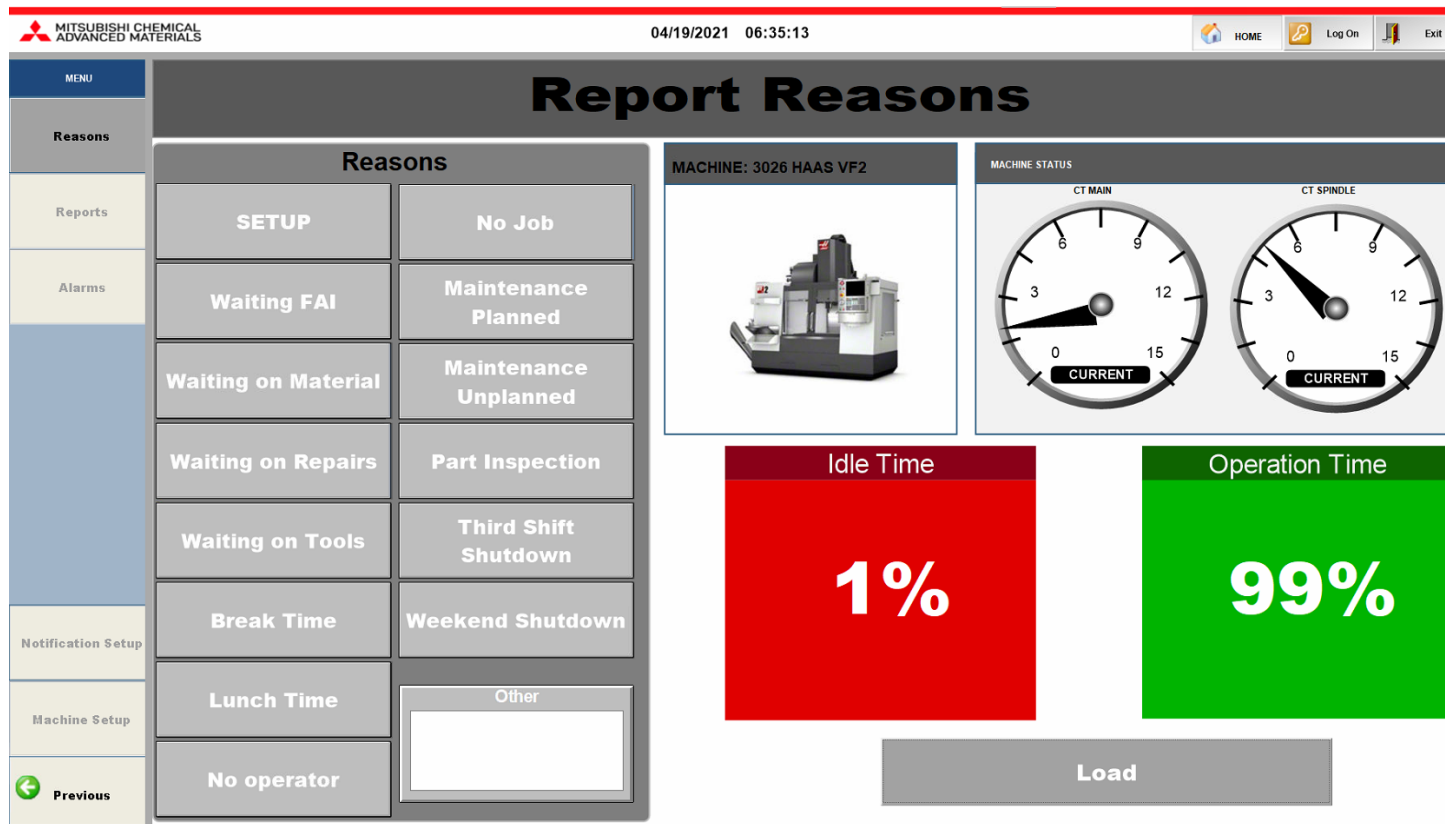 MITSUBISHI CHEMICAL
ADVANCED MATERIALS
04/19/2021 06:35:13
HOME
Log On
Exit
MENU
Reasons
Reports
Alarms
Notification Setup
Machine Setup
Previous
Report Reasons
Reasons
SETUP
No Job
Waiting FAI
Maintenance
Planned
Waiting on Material
Maintenance
Unplanned
Waiting on Repairs
Part Inspection
Waiting on Tools
Third Shift
Shutdown
Break Time
Weekend Shutdown
Lunch Time
Other
No operator
MACHINE: 3026 HAAS VF2
MACHINE STATUS
CT MAIN
0
3
6
9
12
15
CURRENT
CT SPINDLE
0
3
6
9
12
15
CURRENT
Idle Time
1%
Operation Time
99%
Load